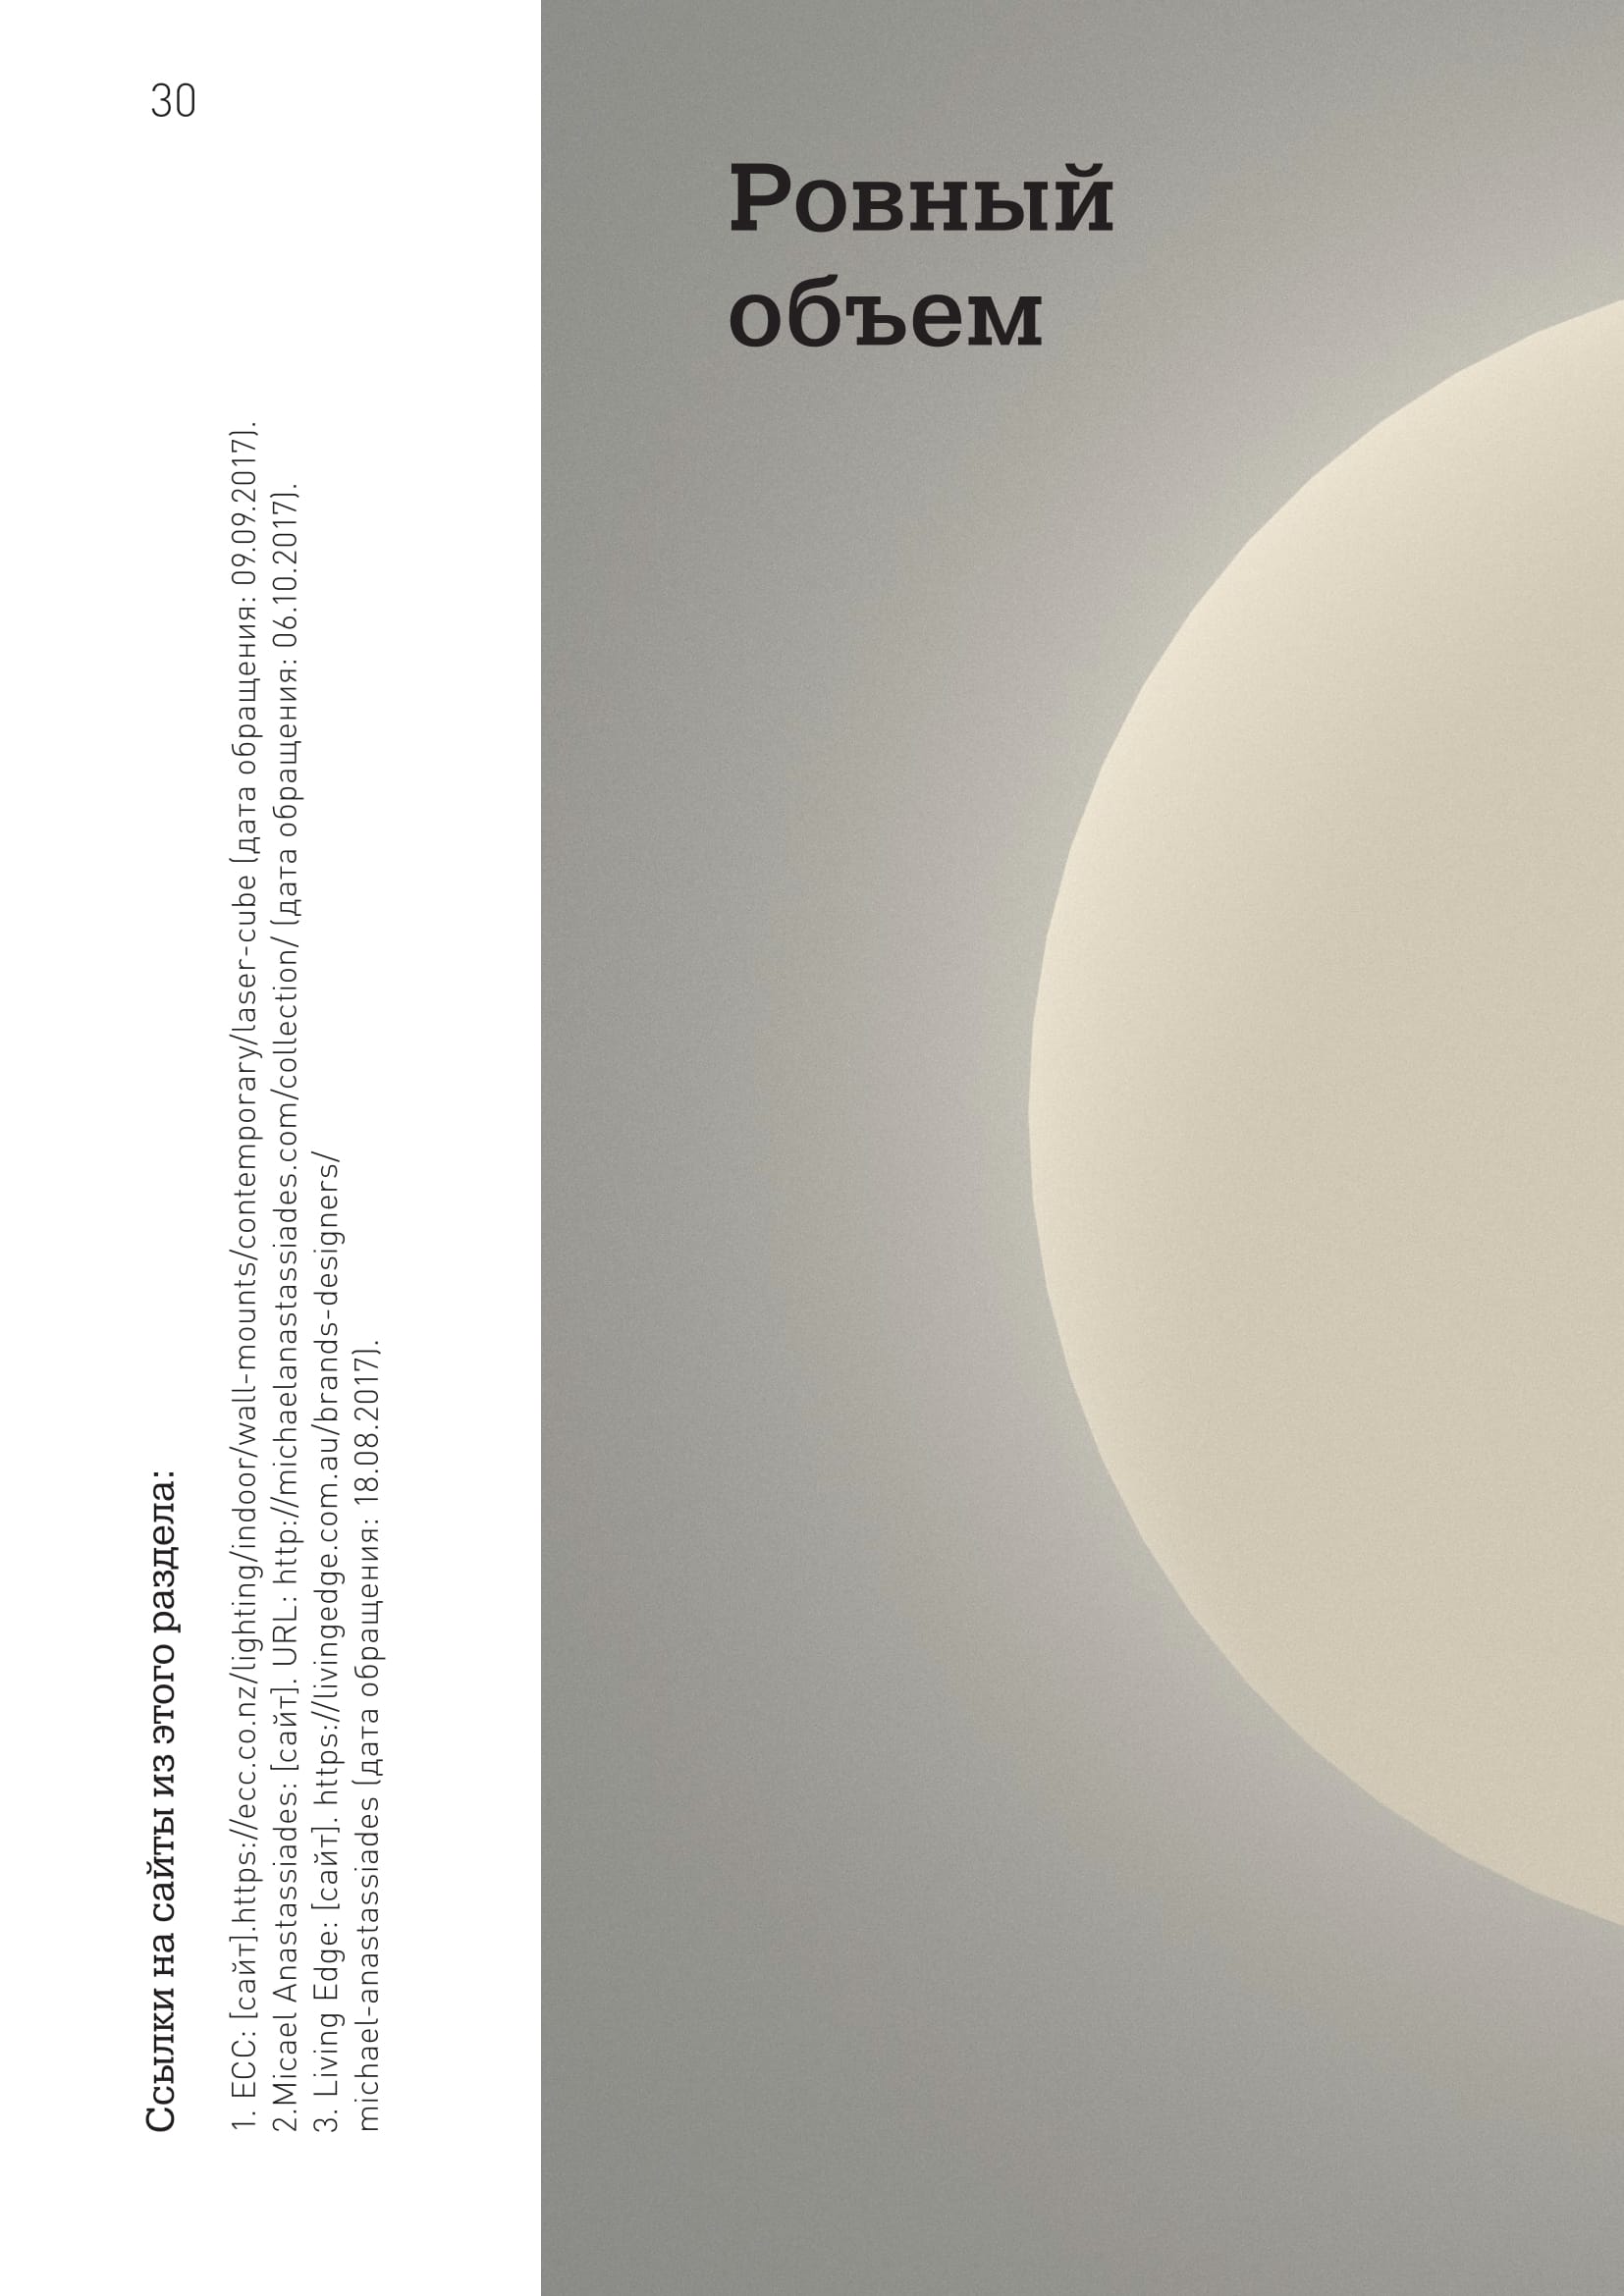 30
Ровный
объем
Ссылки на сайты из этого раздела:
1. ECC: [сайт].https://ecc.co.nz/lighting/indoor/wall-mounts/contemporary/laser-cube (дата обращения: 09.09.2017).
2.Micael Anastassiades: [сайт]. URL: http://michaelanastassiades.com/collection/ (дата обращения: 06.10.2017).
3. Living Edge: [сайт]. https://livingedge.com.au/brands-designers/
michael-anastassiades (дата обращения: 18.08.2017).